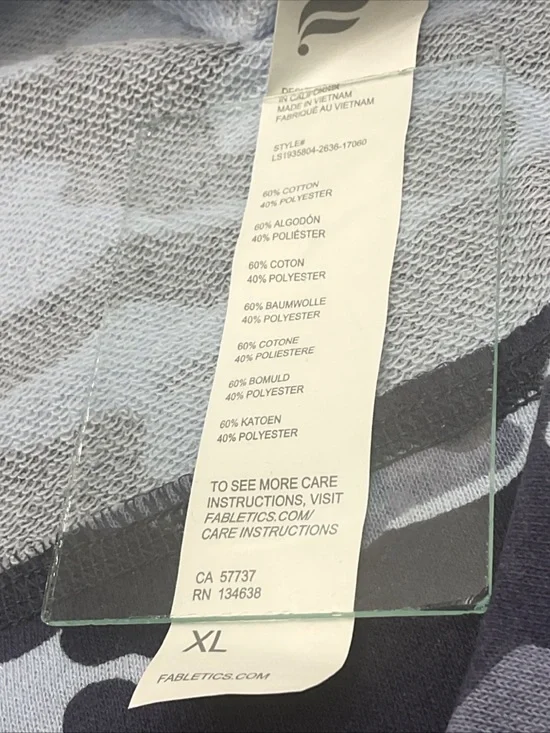 IN CALIFORNIA
MADE IN VIETNAM
FABRIQUÉ AU VIETNAM
STYLE#
LS1935804-2636-17060
60% COTTON
40% POLYESTER
60% ALGODÓN
40% POLIÉSTER
60% COTON
40% POLYESTER
60% BAUMWOLLE
40% POLYESTER
60% COTONE
40% POLIESTERE
60% BOMULD
40% POLYESTER
60% KATOEN
40% POLYESTER
TO SEE MORE CARE
INSTRUCTIONS, VISIT
FABLETICS.COM/
CARE INSTRUCTIONS
CA 57737
RN 134638
XL
FABLETICS.COM